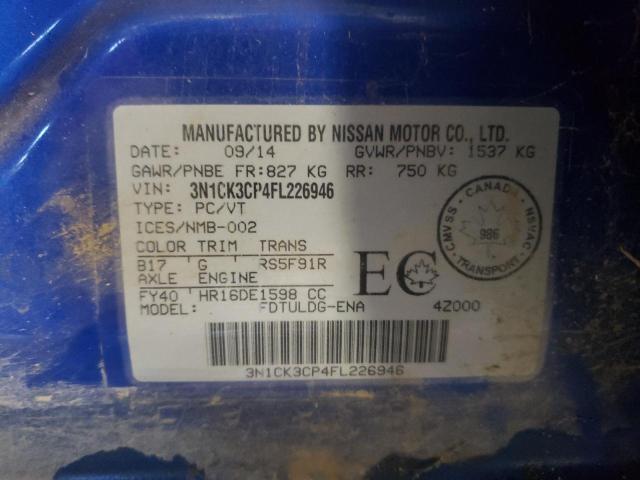 MANUFACTURED BY NISSAN MOTOR CO., LTD.
DATE: 09/14 GVWR/PNBV: 1537 KG
GAWR/PNBE FR: 827 KG RR: 750 KG
VIN: 3N1CK3CP4FL226946
TYPE: PC/VT
ICES/NMB-002
COLOR TRIM TRANS
B17 G RS5F91R
AXLE ENGINE
FY40 HR16DE1598 CC
MODEL: FDTULDG-ENA 4Z000
EC
CANADA
CMVSS 986 NSVAC
TRANSPORT
3N1CK3CP4FL226946